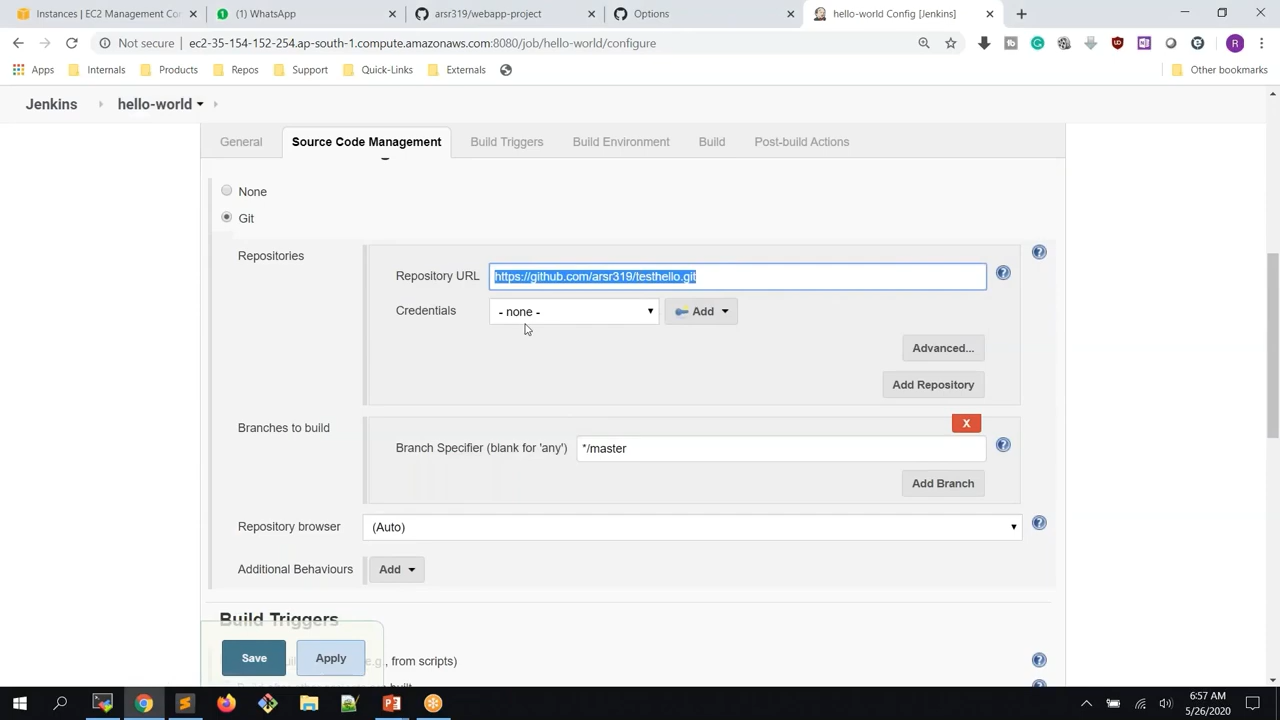 Instances | EC2 Management Con
(1) WhatsApp
arsr319/webapp-project
Options
hello-world Config [Jenkins]
Not secure | ec2-35-154-152-254.ap-south-1.compute.amazonaws.com:8080/job/hello-world/configure
Apps
Internals
Products
Repos
Support
Quick-Links
Externals
Other bookmarks
Jenkins
hello-world
General
Source Code Management
Build Triggers
Build Environment
Build
Post-build Actions
None
Git
Repositories
Repository URL
https://github.com/arsr319/testhello.git
Credentials
- none -
Add
Advanced...
Add Repository
Branches to build
X
Branch Specifier (blank for 'any')
*/master
Add Branch
Repository browser
(Auto)
Additional Behaviours
Add
Build Triggers
Save
Apply
, from scripts)
6:57 AM
5/26/2020